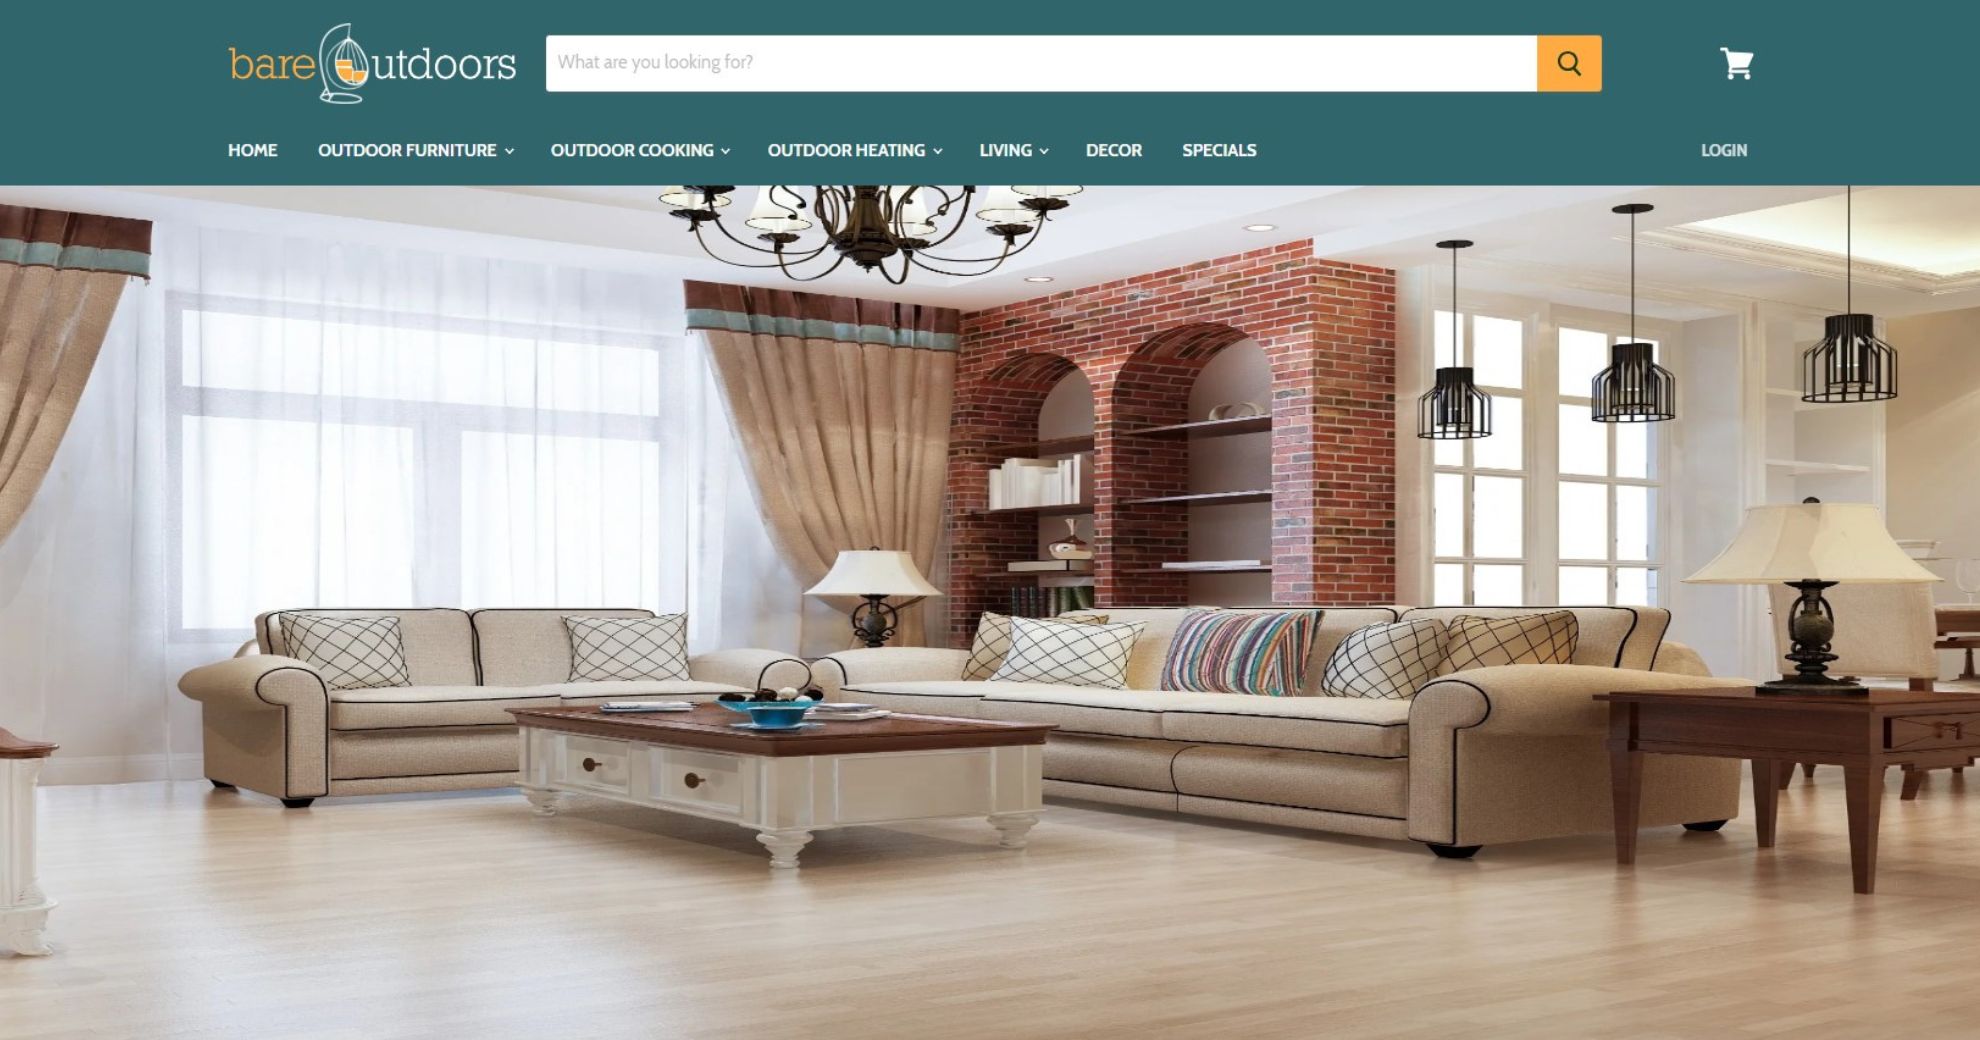 bareOutdoors
What are you looking for?
HOME OUTDOOR FURNITURE OUTDOOR COOKING OUTDOOR HEATING LIVING DECOR SPECIALS LOGIN